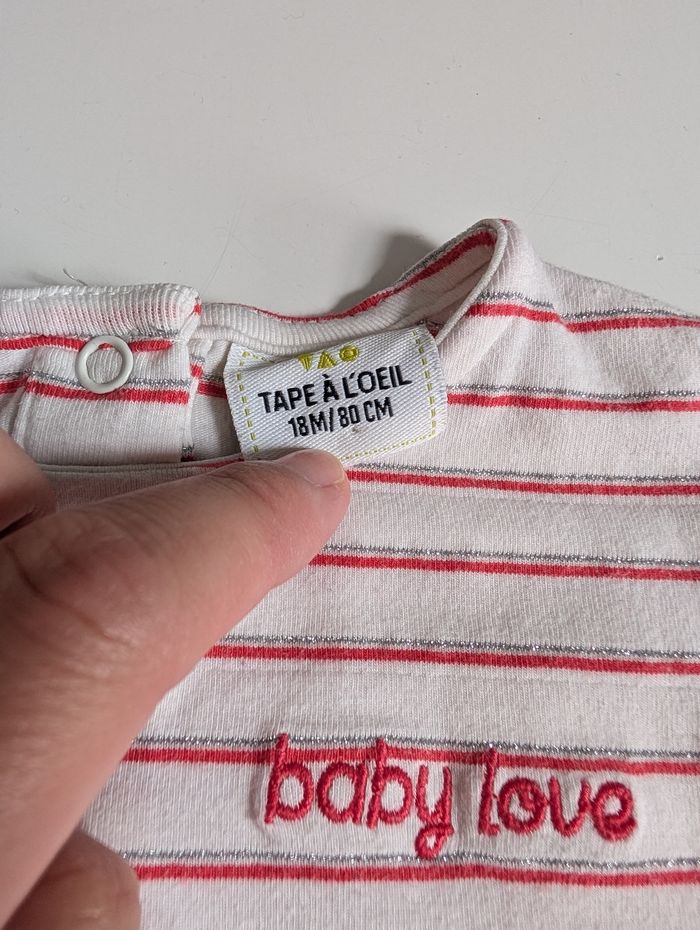 TAO
TAPE À L'OEIL
18M/80 CM
baby love